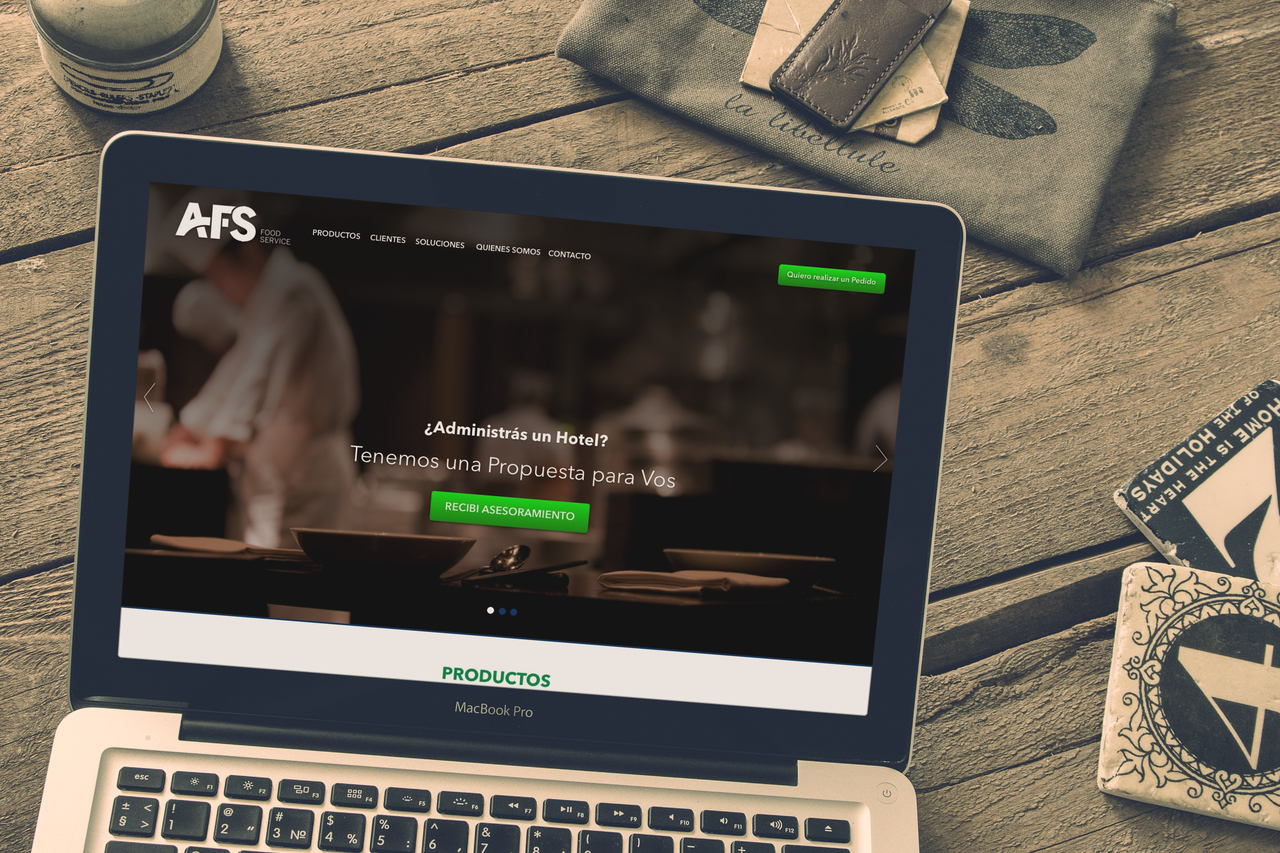 la libellule
AFS
FOOD
SERVICE
PRODUCTOS
CLIENTES
SOLUCIONES
QUIENES SOMOS
CONTACTO
Quiero realizar un Pedido
¿Administrás un Hotel?
Tenemos una Propuesta para Vos
RECIBI ASESORAMIENTO
PRODUCTOS
MacBook Pro
HOME IS THE HEART
OF THE HOLIDAYS
esc
F1
F2
F3
F4
F5
F6
F7
F8
F10
F11
F12
± <
§ >
!
1
@
2 "
#
3 №
$
4 %
%
5 :
6 ,
&
7 .
*
8 ;